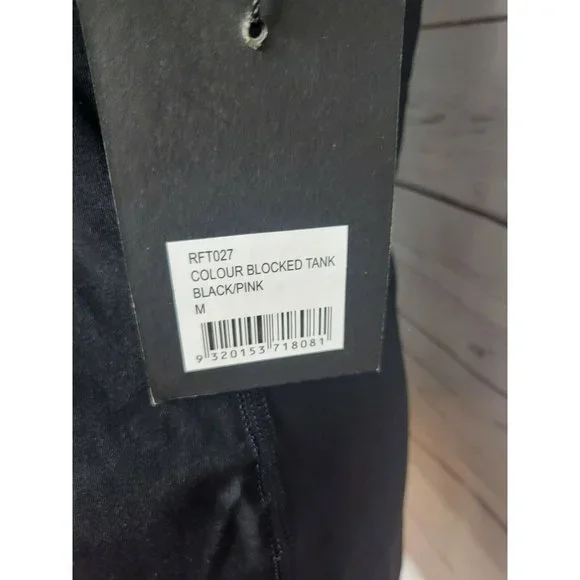 RFT027
COLOUR BLOCKED TANK
BLACK/PINK
M
9 320153 718081